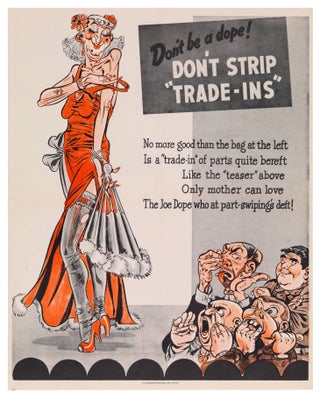 Don't be a dope!
DON'T STRIP
"TRADE-INS"
No more good than the bag at the left
Is a "trade-in" of parts quite bereft
Like the "teaser" above
Only mother can love
The Joe Dope who at part-swiping's deft!